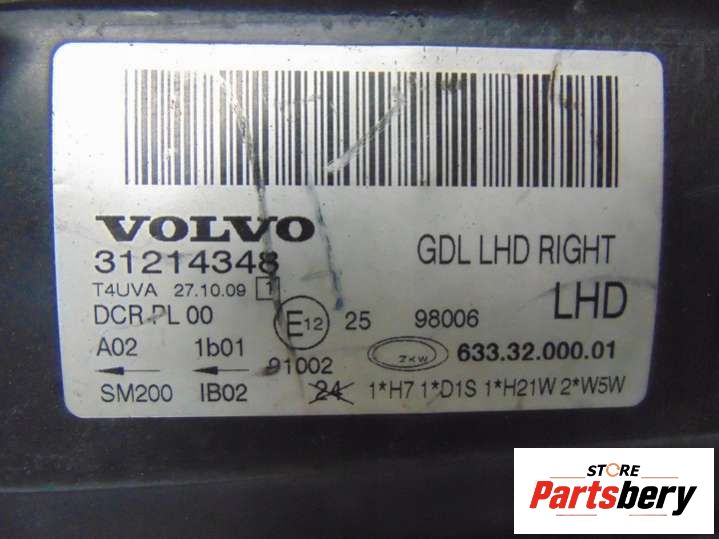 VOLVO
31214348
GDL LHD RIGHT
T4UVA 27.10.09 1
LHD
DCR PL 00
E12 25 98006
A02 1b01
91002
ZKW 633.32.000.01
SM200 IB02
24 1*H7 1*D1S 1*H21W 2*W5W
STORE
Partsbery